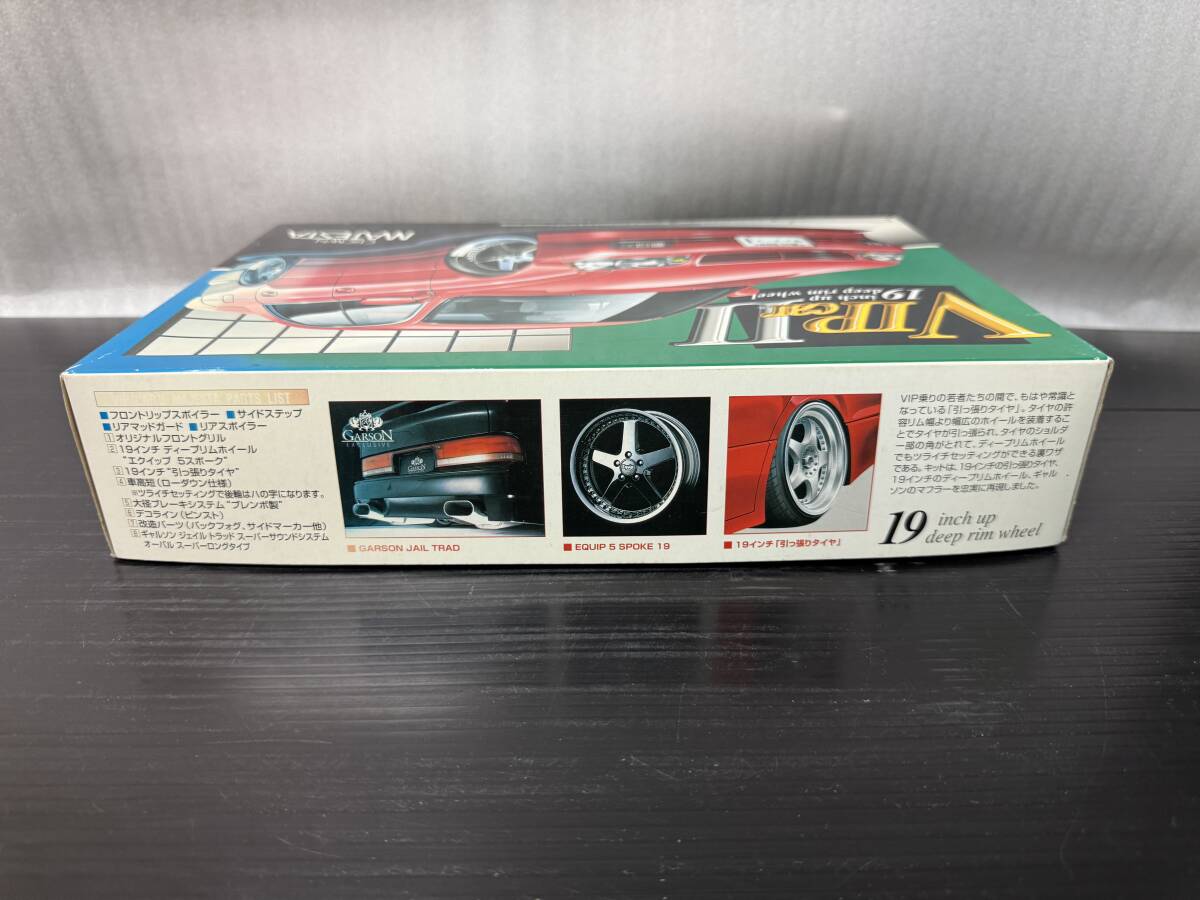 MAJESTA
VIP II
CAR
19 inch up
deep rim wheel
PARTS LIST
■フロントリップスポイラー ■サイドステップ
■リアマッドガード ■リアスポイラー
1 オリジナルフロントグリル
2 19インチ ディープリムホイール
"エクイップ 5スポーク"
3 19インチ"引っ張りタイヤ"
4 車高短(ローダウン仕様)
※ツライチセッティングで後輪はハの字になります。
5 大径ブレーキシステム"ブレンボ製"
6 デコライン(ピンスト)
7 改造パーツ(バックフォグ、サイドマーカー他)
8 ギャルソン ジェイルトラッド スーパーサウンドシステム
オーバル スーパーロングタイプ
GARSON
EXCLUSIVE
GARSON
■ GARSON JAIL TRAD
■ EQUIP 5 SPOKE 19
■ 19インチ「引っ張りタイヤ」
VIP乗りの若者たちの間で、もはや常識と
なっている「引っ張りタイヤ」。タイヤの許
容リム幅より幅広のホイールを装着するこ
とでタイヤが引っ張られ、タイヤのショルダ
ー部の角がとれて、ディープリムホイール
でもツライチセッティングができる裏ワザ
である。キットは、19インチの引っ張りタイヤ、
19インチのディープリムホイール、ギャル
ソンのマフラーを忠実に再現しました。
19 inch up
deep rim wheel